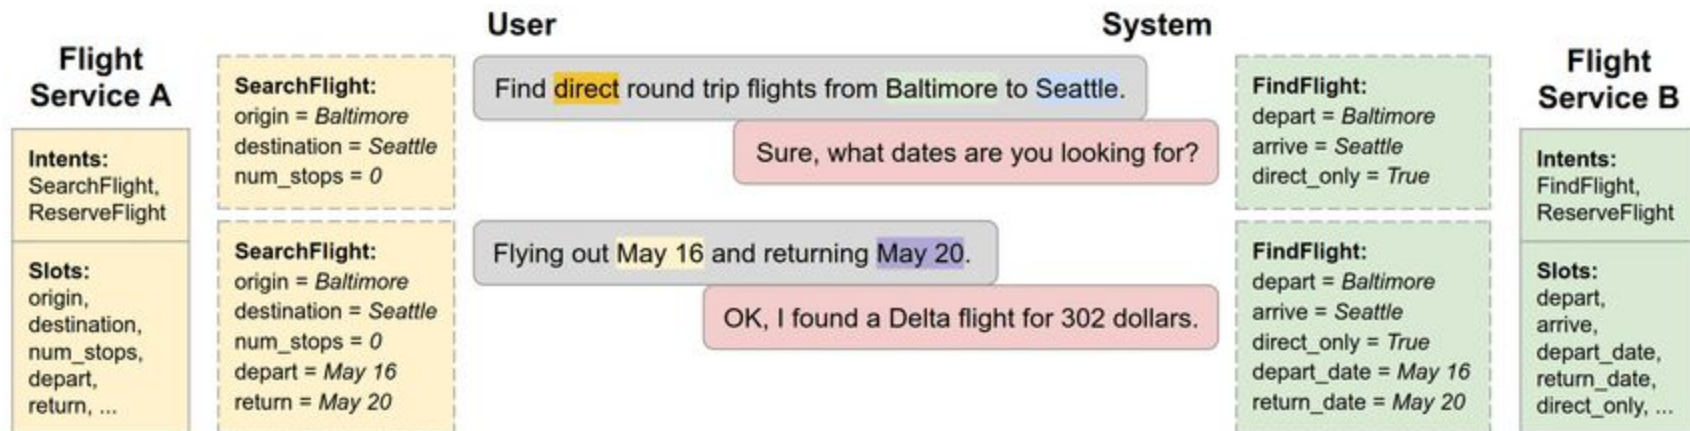 User
System
Flight
Service A
Intents:
SearchFlight,
ReserveFlight
Slots:
origin,
destination,
num_stops,
depart,
return, ...
SearchFlight:
origin = Baltimore
destination = Seattle
num_stops = 0
SearchFlight:
origin = Baltimore
destination = Seattle
num_stops = 0
depart = May 16
return = May 20
Find direct round trip flights from Baltimore to Seattle.
Sure, what dates are you looking for?
Flying out May 16 and returning May 20.
OK, I found a Delta flight for 302 dollars.
FindFlight:
depart = Baltimore
arrive = Seattle
direct_only = True
FindFlight:
depart = Baltimore
arrive = Seattle
direct_only = True
depart_date = May 16
return_date = May 20
Flight
Service B
Intents:
FindFlight,
ReserveFlight
Slots:
depart,
arrive,
depart_date,
return_date,
direct_only, ...